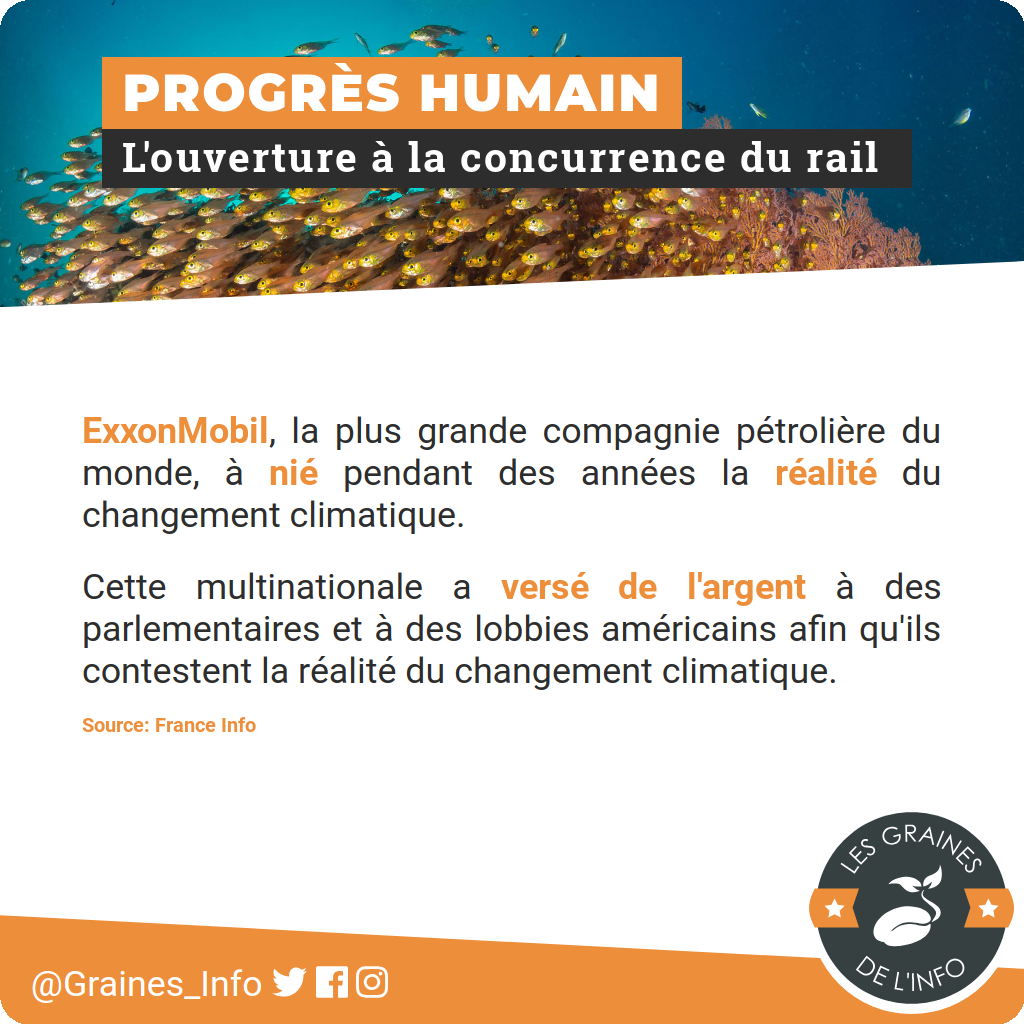 PROGRÈS HUMAIN
L'ouverture à la concurrence du rail
ExxonMobil, la plus grande compagnie pétrolière du
monde, à nié pendant des années la réalité du
changement climatique.
Cette multinationale a versé de l'argent à des
parlementaires et à des lobbies américains afin qu'ils
contestent la réalité du changement climatique.
Source: France Info
LES GRAINES
DE L'INFO
@Graines_Info